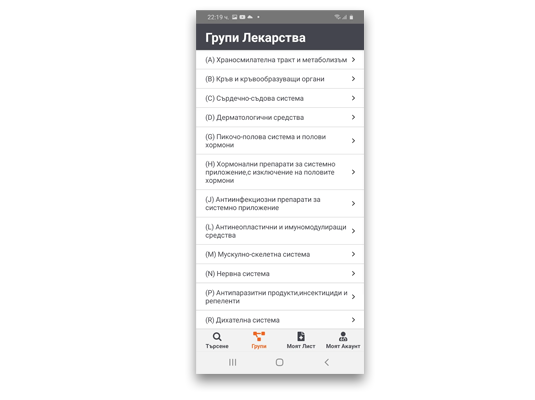 22:19 ч.
Групи Лекарства
(A) Храносмилателна тракт и метаболизъм
(B) Кръв и кръвообразуващи органи
(C) Сърдечно-съдова система
(D) Дерматологични средства
(G) Пикочо-полова система и полови
хормони
(H) Хормонални препарати за системно
приложение,с изключение на половите
хормони
(J) Антиинфекциозни препарати за
системно приложение
(L) Антинеопластични и имуномодулиращи
средства
(M) Мускулно-скелетна система
(N) Нервна система
(P) Антипаразитни продукти,инсектициди и
репеленти
(R) Дихателна система
Търсене Групи Моят Лист Моят Акаунт